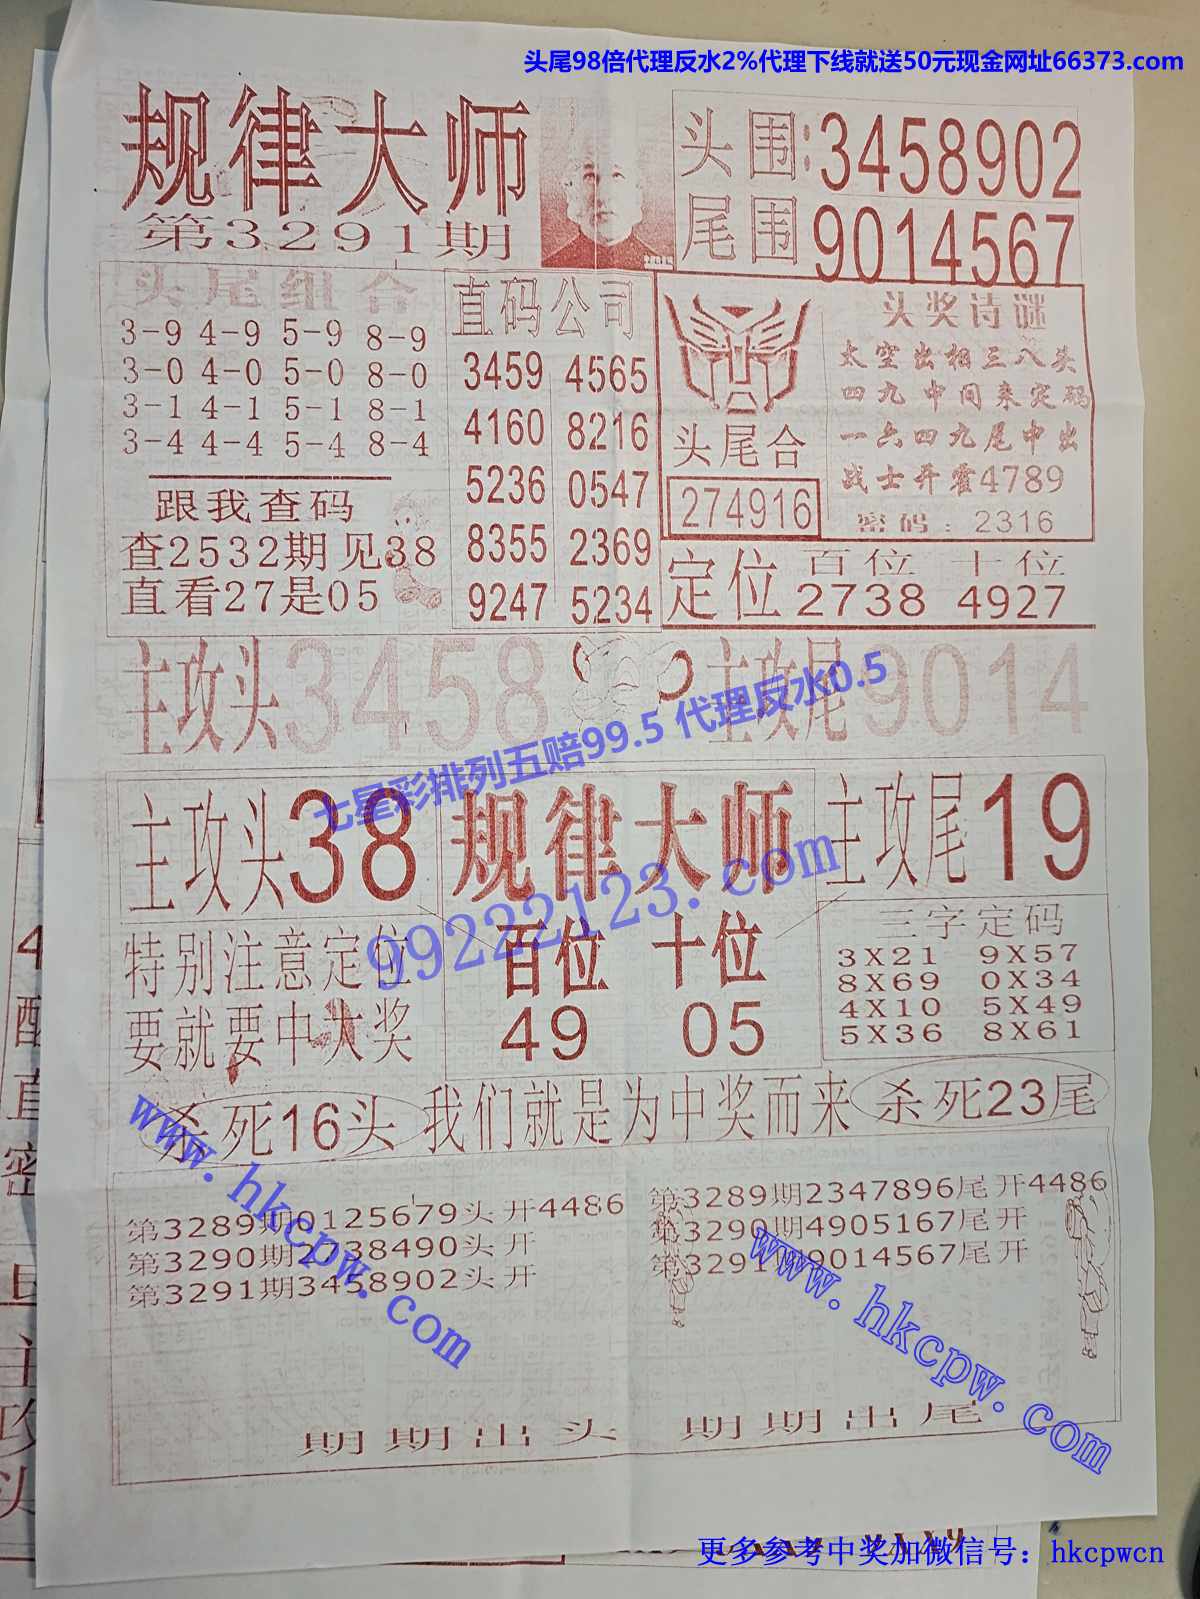 头尾98倍代理反水2%代理下线就送50元现金网址66373.com
规律大师
第3291期
头围:3458902
尾围9014567
头尾组合
3-9 4-9 5-9 8-9
3-0 4-0 5-0 8-0
3-1 4-1 5-1 8-1
3-4 4-4 5-4 8-4
跟我查码
查2532期见38
直看27是05
直码公司
3459 4565
4160 8216
5236 0547
8355 2369
9247 5234
头尾合
274916
头奖诗谜
太空出相三八头
四九中间来定码
一六四九尾中出
战士开霍4789
密码:2316
定位
百位 十位
2738 4927
主攻头3458
主攻尾9014
七星彩排列五赔99.5 代理反水0.5
99222123.com
主攻头38
规律大师
主攻尾19
特别注意定位
要就要中大奖
百位 十位
49 05
三字定码
3X21 9X57
8X69 0X34
4X10 5X49
5X36 8X61
杀死16头
我们就是为中奖而来
杀死23尾
第3289期0125679头开4486
第3290期2738490头开
第3291期3458902头开
第3289期2347896尾开4486
第3290期4905167尾开
第3291期9014567尾开
www.hkcpw.com
www.hkcpw.com
期期出头
期期出尾
更多参考中奖加微信号：hkcpwcn